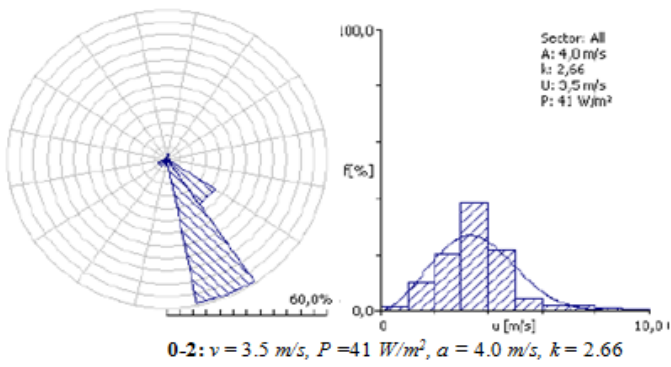 100,0
Sector: All
A: 4,0 m/s
k: 2,66
U: 3,5 m/s
P: 41 W/m²
f[%]
60,0%
0,0
0 u [m/s] 10,0
0-2: v = 3.5 m/s, P =41 W/m², a = 4.0 m/s, k = 2.66